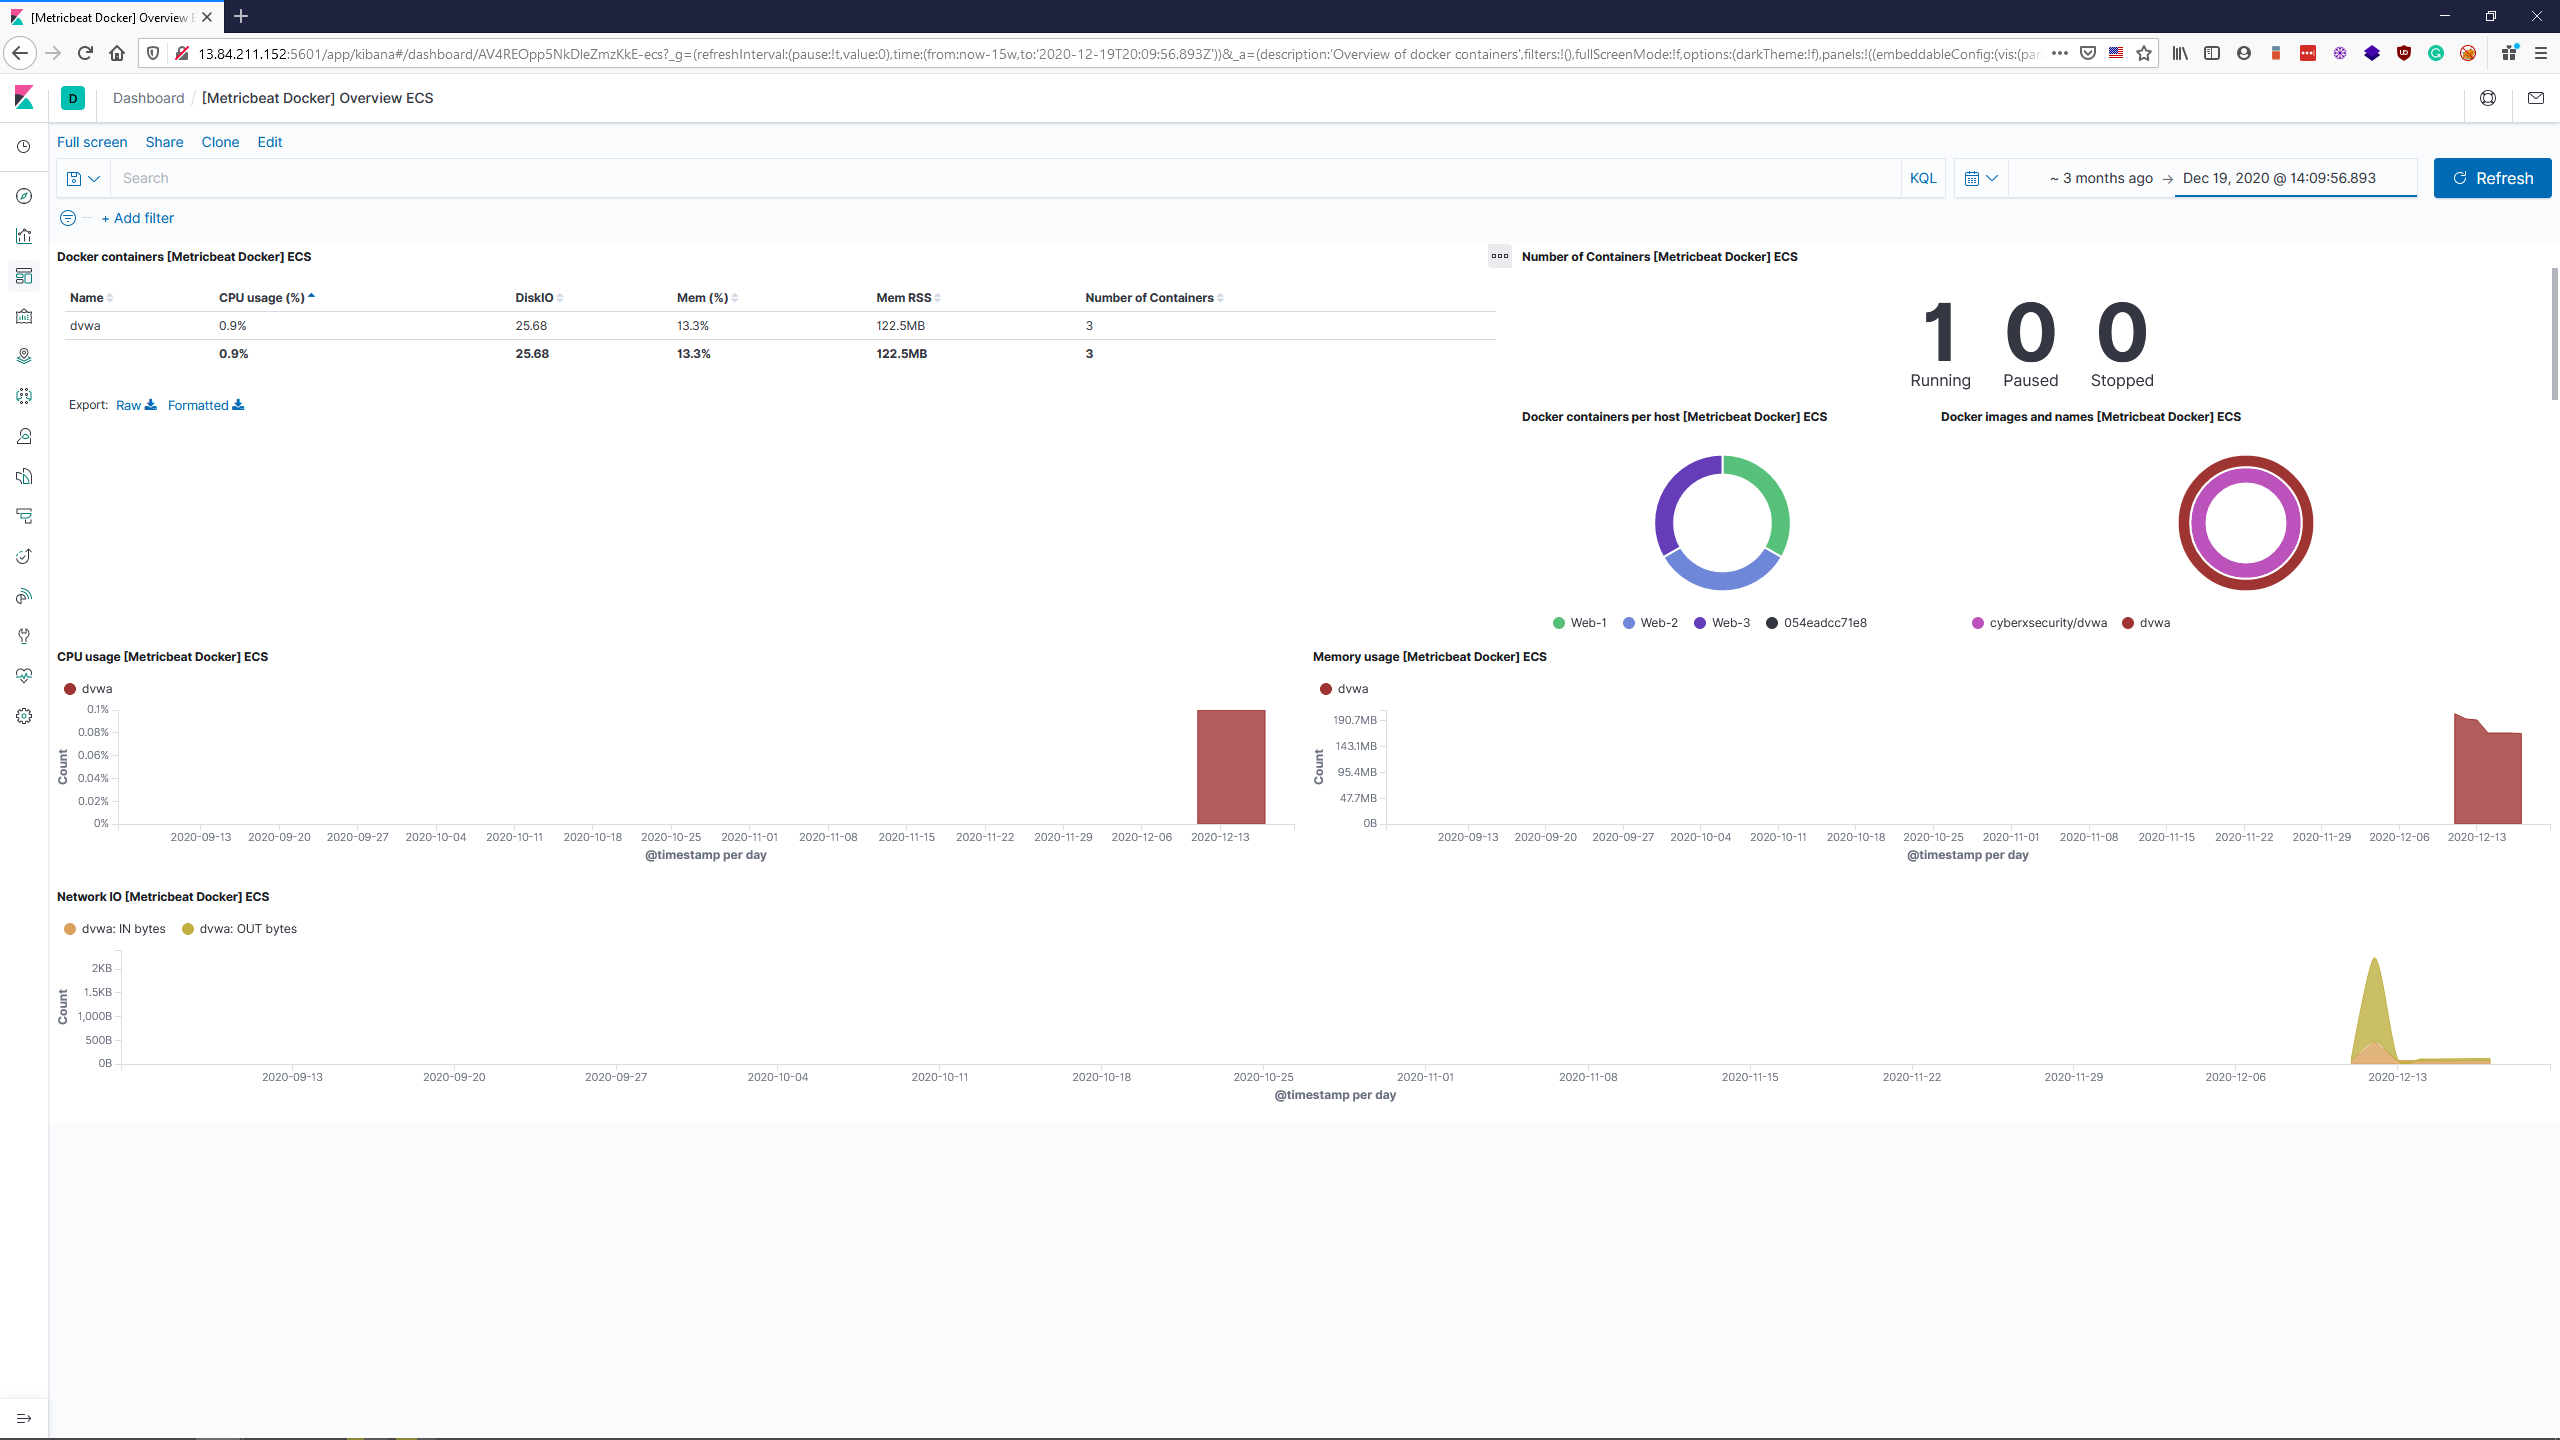 [Metricbeat Docker] Overview E
13.84.211.152:5601/app/kibana#/dashboard/AV4REOpp5NkDleZmzKkE-ecs?_g=(refreshInterval:(pause:!t,value:0),time:(from:now-15w,to:'2020-12-19T20:09:56.893Z'))&_a=(description:'Overview of docker containers',filters:!(),fullScreenMode:!f,options:(darkTheme:!f),panels:!((embeddableConfig:(vis:(par
D
Dashboard / [Metricbeat Docker] Overview ECS
Full screen Share Clone Edit
Search KQL ~ 3 months ago → Dec 19, 2020 @ 14:09:56.893 Refresh
+ Add filter
Docker containers [Metricbeat Docker] ECS
Name CPU usage (%) DiskIO Mem (%) Mem RSS Number of Containers
dvwa 0.9% 25.68 13.3% 122.5MB 3
0.9% 25.68 13.3% 122.5MB 3
Export: Raw Formatted
Number of Containers [Metricbeat Docker] ECS
1 0 0
Running Paused Stopped
Docker containers per host [Metricbeat Docker] ECS
Web-1 Web-2 Web-3 054eadcc71e8
Docker images and names [Metricbeat Docker] ECS
cyberxsecurity/dvwa dvwa
CPU usage [Metricbeat Docker] ECS
dvwa
0.1%
0.08%
0.06%
0.04%
0.02%
0%
Count
2020-09-13 2020-09-20 2020-09-27 2020-10-04 2020-10-11 2020-10-18 2020-10-25 2020-11-01 2020-11-08 2020-11-15 2020-11-22 2020-11-29 2020-12-06 2020-12-13
@timestamp per day
Memory usage [Metricbeat Docker] ECS
dvwa
190.7MB
143.1MB
95.4MB
47.7MB
0B
Count
2020-09-13 2020-09-20 2020-09-27 2020-10-04 2020-10-11 2020-10-18 2020-10-25 2020-11-01 2020-11-08 2020-11-15 2020-11-22 2020-11-29 2020-12-06 2020-12-13
@timestamp per day
Network IO [Metricbeat Docker] ECS
dvwa: IN bytes dvwa: OUT bytes
2KB
1.5KB
1,000B
500B
0B
Count
2020-09-13 2020-09-20 2020-09-27 2020-10-04 2020-10-11 2020-10-18 2020-10-25 2020-11-01 2020-11-08 2020-11-15 2020-11-22 2020-11-29 2020-12-06 2020-12-13
@timestamp per day